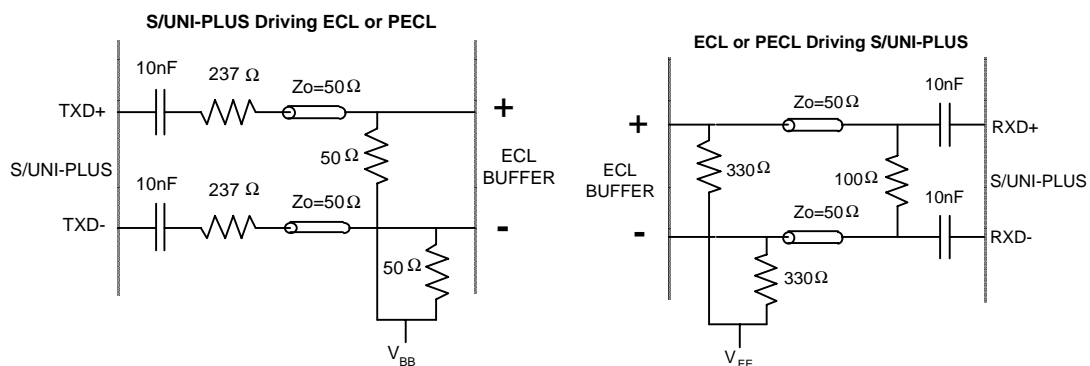 S/UNI-PLUS Driving ECL or PECL
10nF
237 Ω
Zo=50Ω
TXD+
+
50 Ω
S/UNI-PLUS
ECL
BUFFER
10nF
237 Ω
Zo=50Ω
TXD-
-
50 Ω
VBB
ECL or PECL Driving S/UNI-PLUS
10nF
Zo=50Ω
+
RXD+
330Ω
ECL
BUFFER
100Ω
S/UNI-PLUS
Zo=50Ω
10nF
-
RXD-
330Ω
VEE